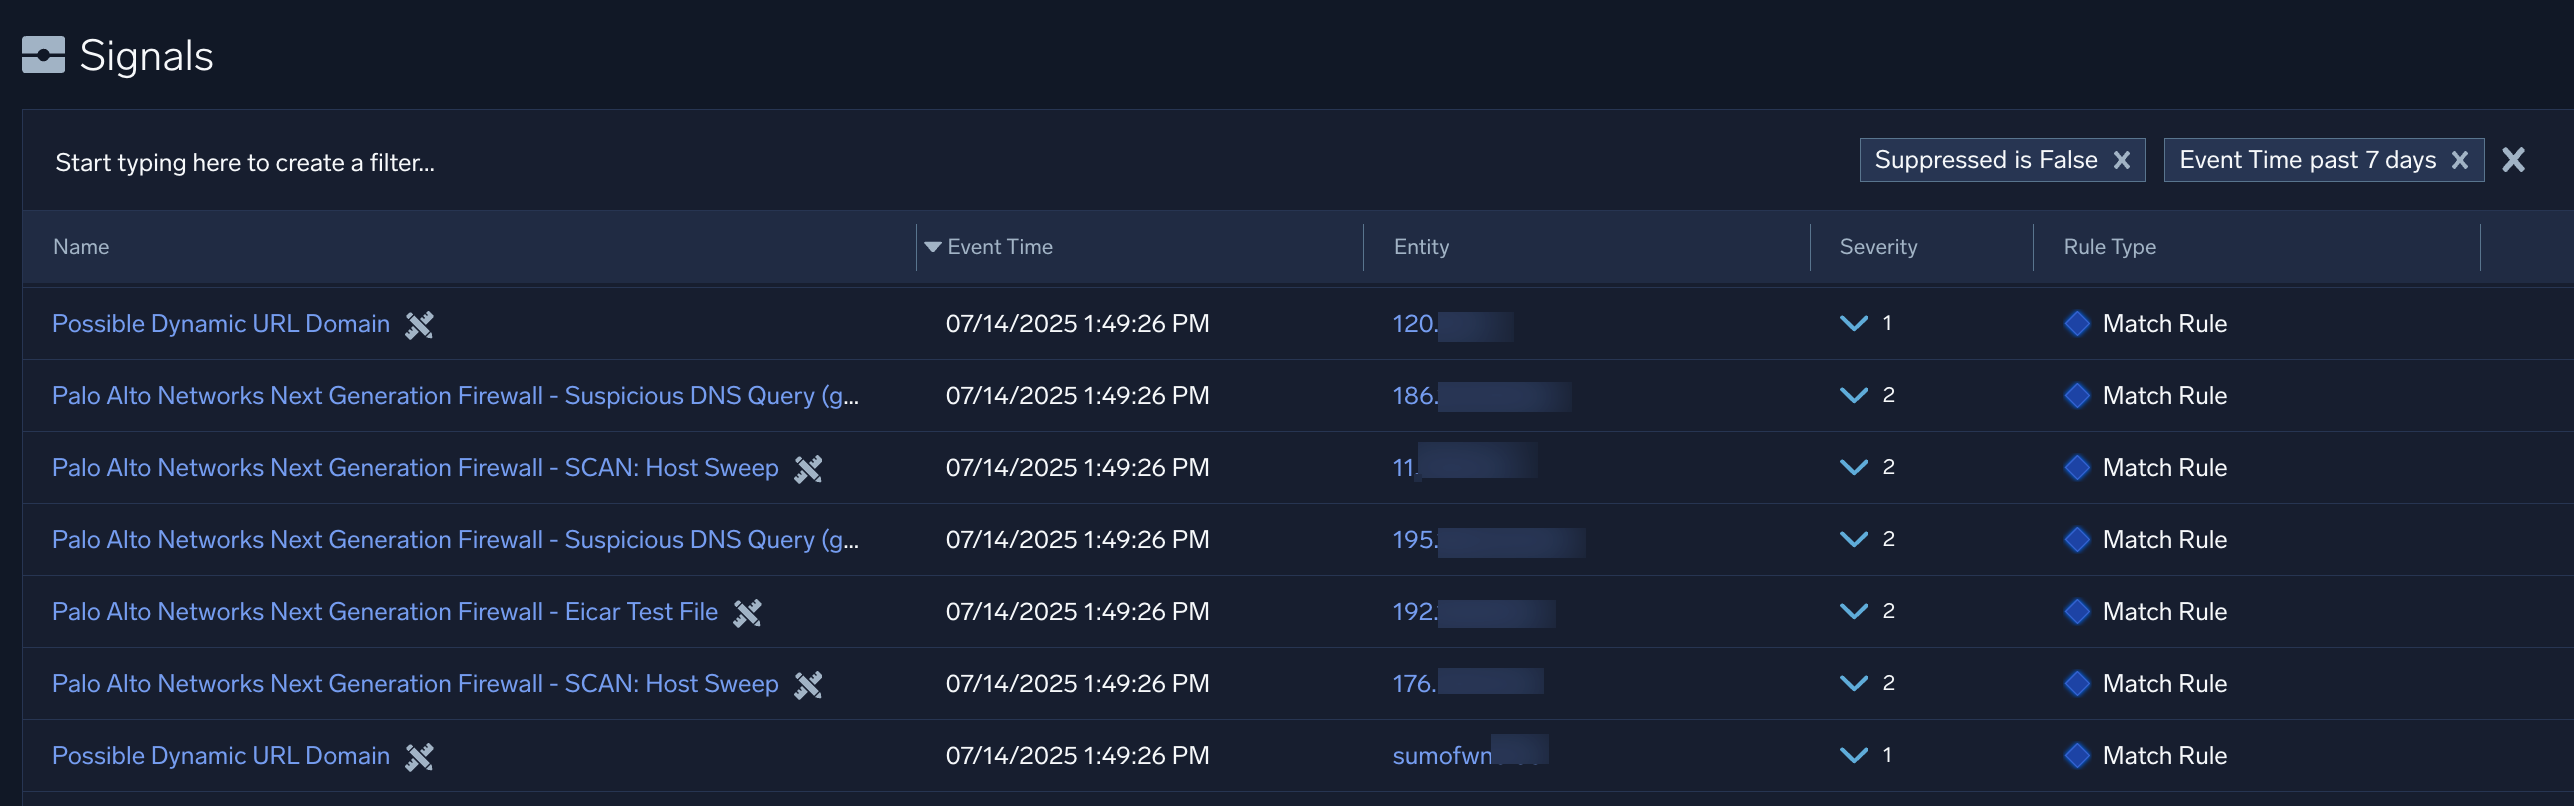 Signals
Start typing here to create a filter... Suppressed is False Event Time past 7 days
Name Event Time Entity Severity Rule Type
Possible Dynamic URL Domain 07/14/2025 1:49:26 PM 120. 1 Match Rule
Palo Alto Networks Next Generation Firewall - Suspicious DNS Query (g... 07/14/2025 1:49:26 PM 186. 2 Match Rule
Palo Alto Networks Next Generation Firewall - SCAN: Host Sweep 07/14/2025 1:49:26 PM 11. 2 Match Rule
Palo Alto Networks Next Generation Firewall - Suspicious DNS Query (g... 07/14/2025 1:49:26 PM 195. 2 Match Rule
Palo Alto Networks Next Generation Firewall - Eicar Test File 07/14/2025 1:49:26 PM 192. 2 Match Rule
Palo Alto Networks Next Generation Firewall - SCAN: Host Sweep 07/14/2025 1:49:26 PM 176. 2 Match Rule
Possible Dynamic URL Domain 07/14/2025 1:49:26 PM sumofwn 1 Match Rule